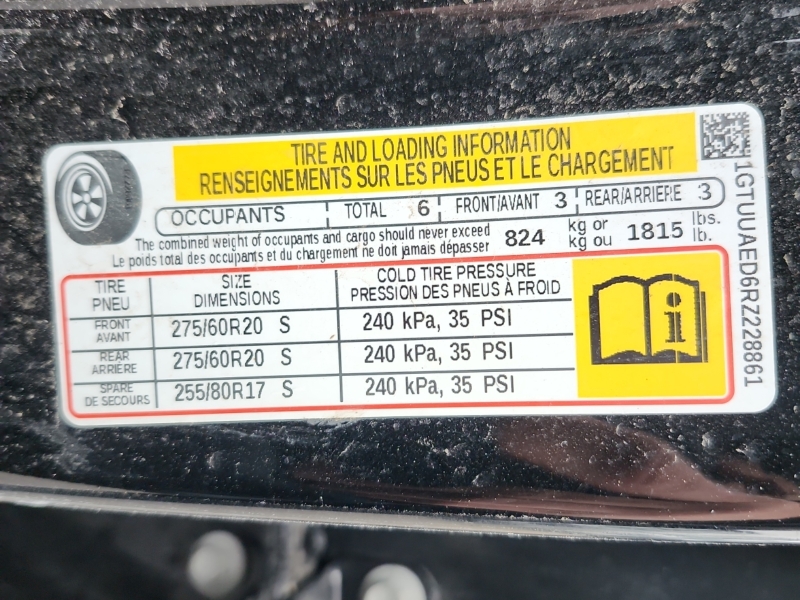 TIRE AND LOADING INFORMATION
RENSEIGNEMENTS SUR LES PNEUS ET LE CHARGEMENT
OCCUPANTS TOTAL 6 FRONT/AVANT 3 REAR/ARRIERE 3
The combined weight of occupants and cargo should never exceed
Le poids total des occupants et du chargement ne doit jamais dépasser
824 kg or kg ou 1815 lbs. lb.
TIRE PNEU SIZE DIMENSIONS COLD TIRE PRESSURE PRESSION DES PNEUS À FROID
FRONT AVANT 275/60R20 S 240 kPa, 35 PSI
REAR ARRIÈRE 275/60R20 S 240 kPa, 35 PSI
SPARE DE SECOURS 255/80R17 S 240 kPa, 35 PSI
1GTUUAED6RZ228861